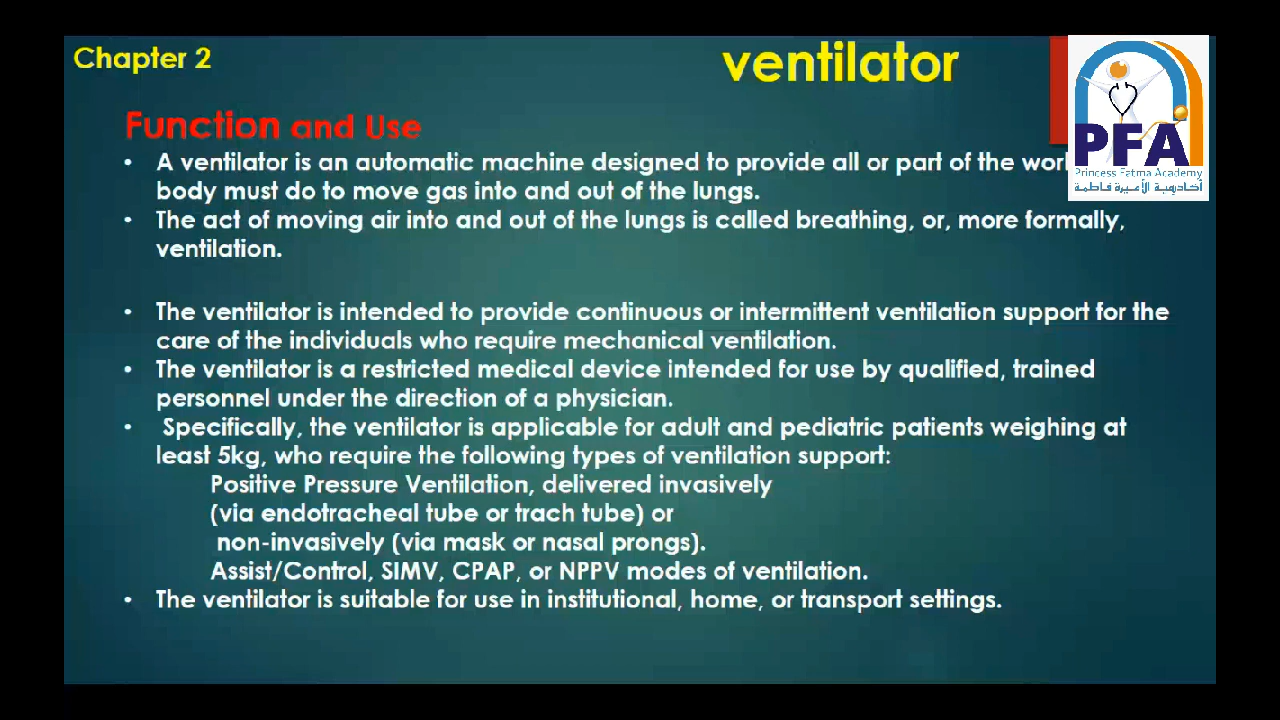 Chapter 2
ventilator
PFA
Princess Fatma Academy
أكاديمية الأميرة فاطمة
Function and Use
• A ventilator is an automatic machine designed to provide all or part of the
body must do to move gas into and out of the lungs.
• The act of moving air into and out of the lungs is called breathing, or, more formally,
ventilation.
• The ventilator is intended to provide continuous or intermittent ventilation support for the
care of the individuals who require mechanical ventilation.
• The ventilator is a restricted medical device intended for use by qualified, trained
personnel under the direction of a physician.
• Specifically, the ventilator is applicable for adult and pediatric patients weighing at
least 5kg, who require the following types of ventilation support:
Positive Pressure Ventilation, delivered invasively
(via endotracheal tube or trach tube) or
non-invasively (via mask or nasal prongs).
Assist/Control, SIMV, CPAP, or NPPV modes of ventilation.
• The ventilator is suitable for use in institutional, home, or transport settings.